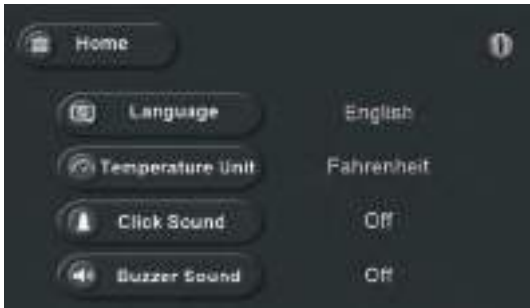 Home
Language English
Temperature Unit Fahrenheit
Click Sound Off
Buzzer Sound Off